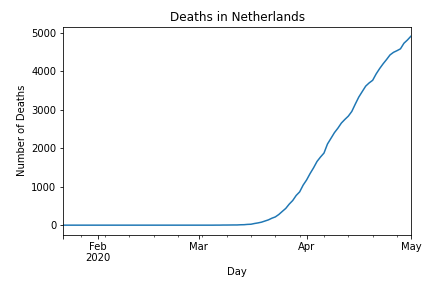 Deaths in Netherlands
Number of Deaths
5000
4000
3000
2000
1000
0
Feb
2020
Mar
Apr
May
Day